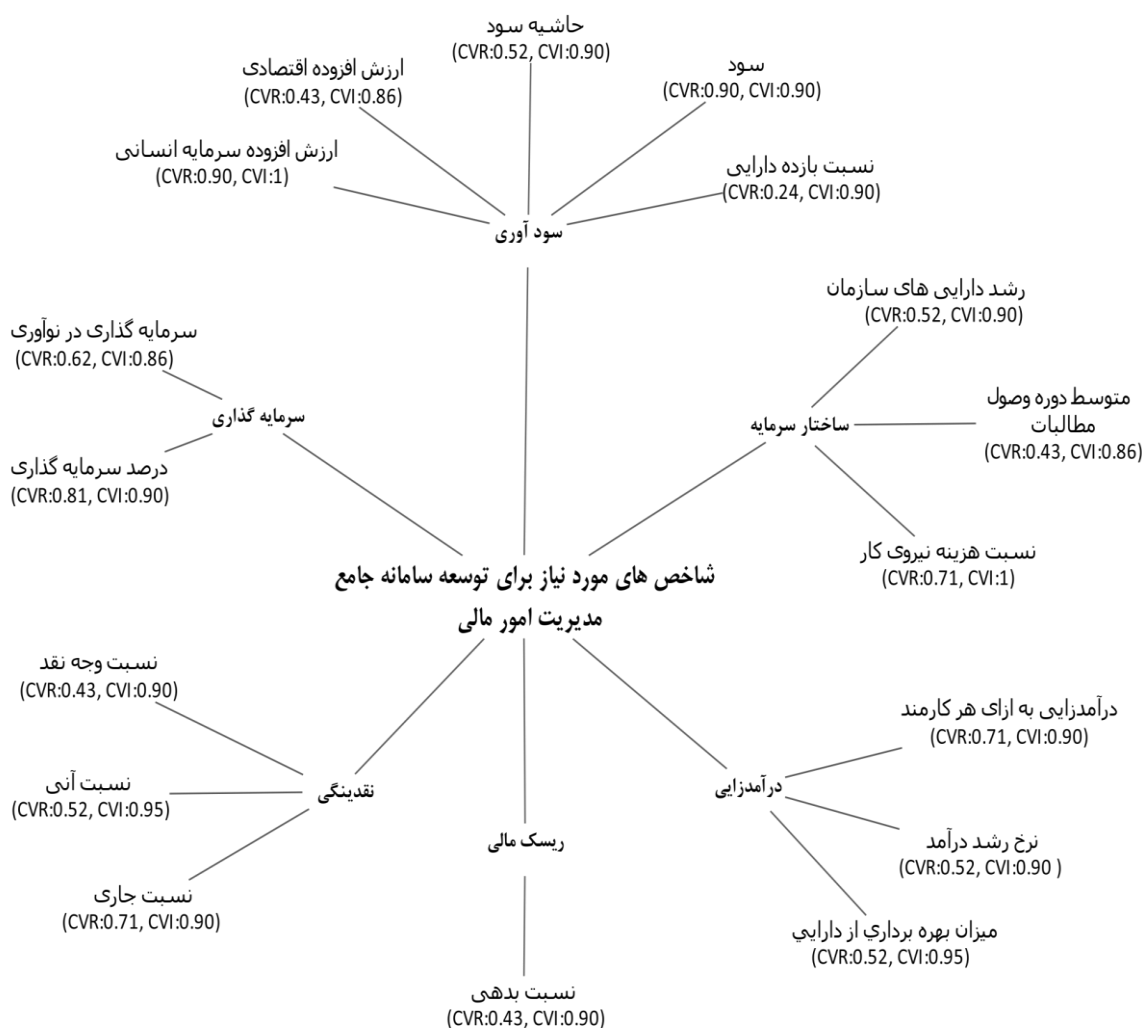 حاشیه سود
(CVR:0.52, CVI:0.90)
سود
(CVR:0.90, CVI:0.90)
ارزش افزوده اقتصادی
(CVR:0.43, CVI:0.86)
ارزش افزوده سرمایه انسانی
(CVR:0.90, CVI:1)
نسبت بازده دارایی
(CVR:0.24, CVI:0.90)
سود آوری
رشد دارایی های سازمان
(CVR:0.52, CVI:0.90)
متوسط دوره وصول
مطالبات
(CVR:0.43, CVI:0.86)
ساختار سرمایه
نسبت هزینه نیروی کار
(CVR:0.71, CVI:1)
سرمایه گذاری در نوآوری
(CVR:0.62, CVI:0.86)
سرمایه گذاری
درصد سرمایه گذاری
(CVR:0.81, CVI:0.90)
شاخص های مورد نیاز برای توسعه سامانه جامع
مدیریت امور مالی
درآمدزایی به ازای هر کارمند
(CVR:0.71, CVI:0.90)
درآمدزایی
نرخ رشد درآمد
(CVR:0.52, CVI:0.90 )
میزان بهره برداري از دارایي
(CVR:0.52, CVI:0.95)
ریسک مالی
نسبت بدهی
(CVR:0.43, CVI:0.90)
نسبت وجه نقد
(CVR:0.43, CVI:0.90)
نسبت آنی
(CVR:0.52, CVI:0.95)
نقدینگی
نسبت جاری
(CVR:0.71, CVI:0.90)